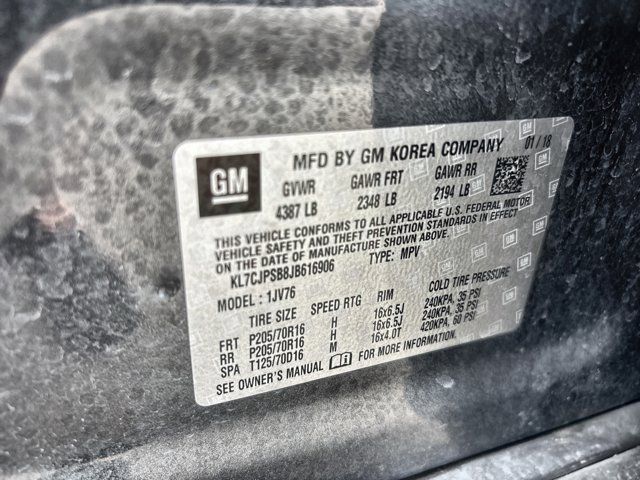 GM
MFD BY GM KOREA COMPANY 01/18
GVWR GAWR FRT GAWR RR
4387 LB 2348 LB 2194 LB
THIS VEHICLE CONFORMS TO ALL APPLICABLE U.S. FEDERAL MOTOR
VEHICLE SAFETY AND THEFT PREVENTION STANDARDS IN EFFECT
ON THE DATE OF MANUFACTURE SHOWN ABOVE.
KL7CJPSB8JB616906 TYPE: MPV
MODEL : 1JV76
TIRE SIZE SPEED RTG RIM COLD TIRE PRESSURE
FRT P205/70R16 H 16x6.5J 240KPA, 35 PSI
RR P205/70R16 H 16x6.5J 240KPA, 35 PSI
SPA T125/70D16 M 16x4.0T 420KPA, 60 PSI
SEE OWNER'S MANUAL FOR MORE INFORMATION.